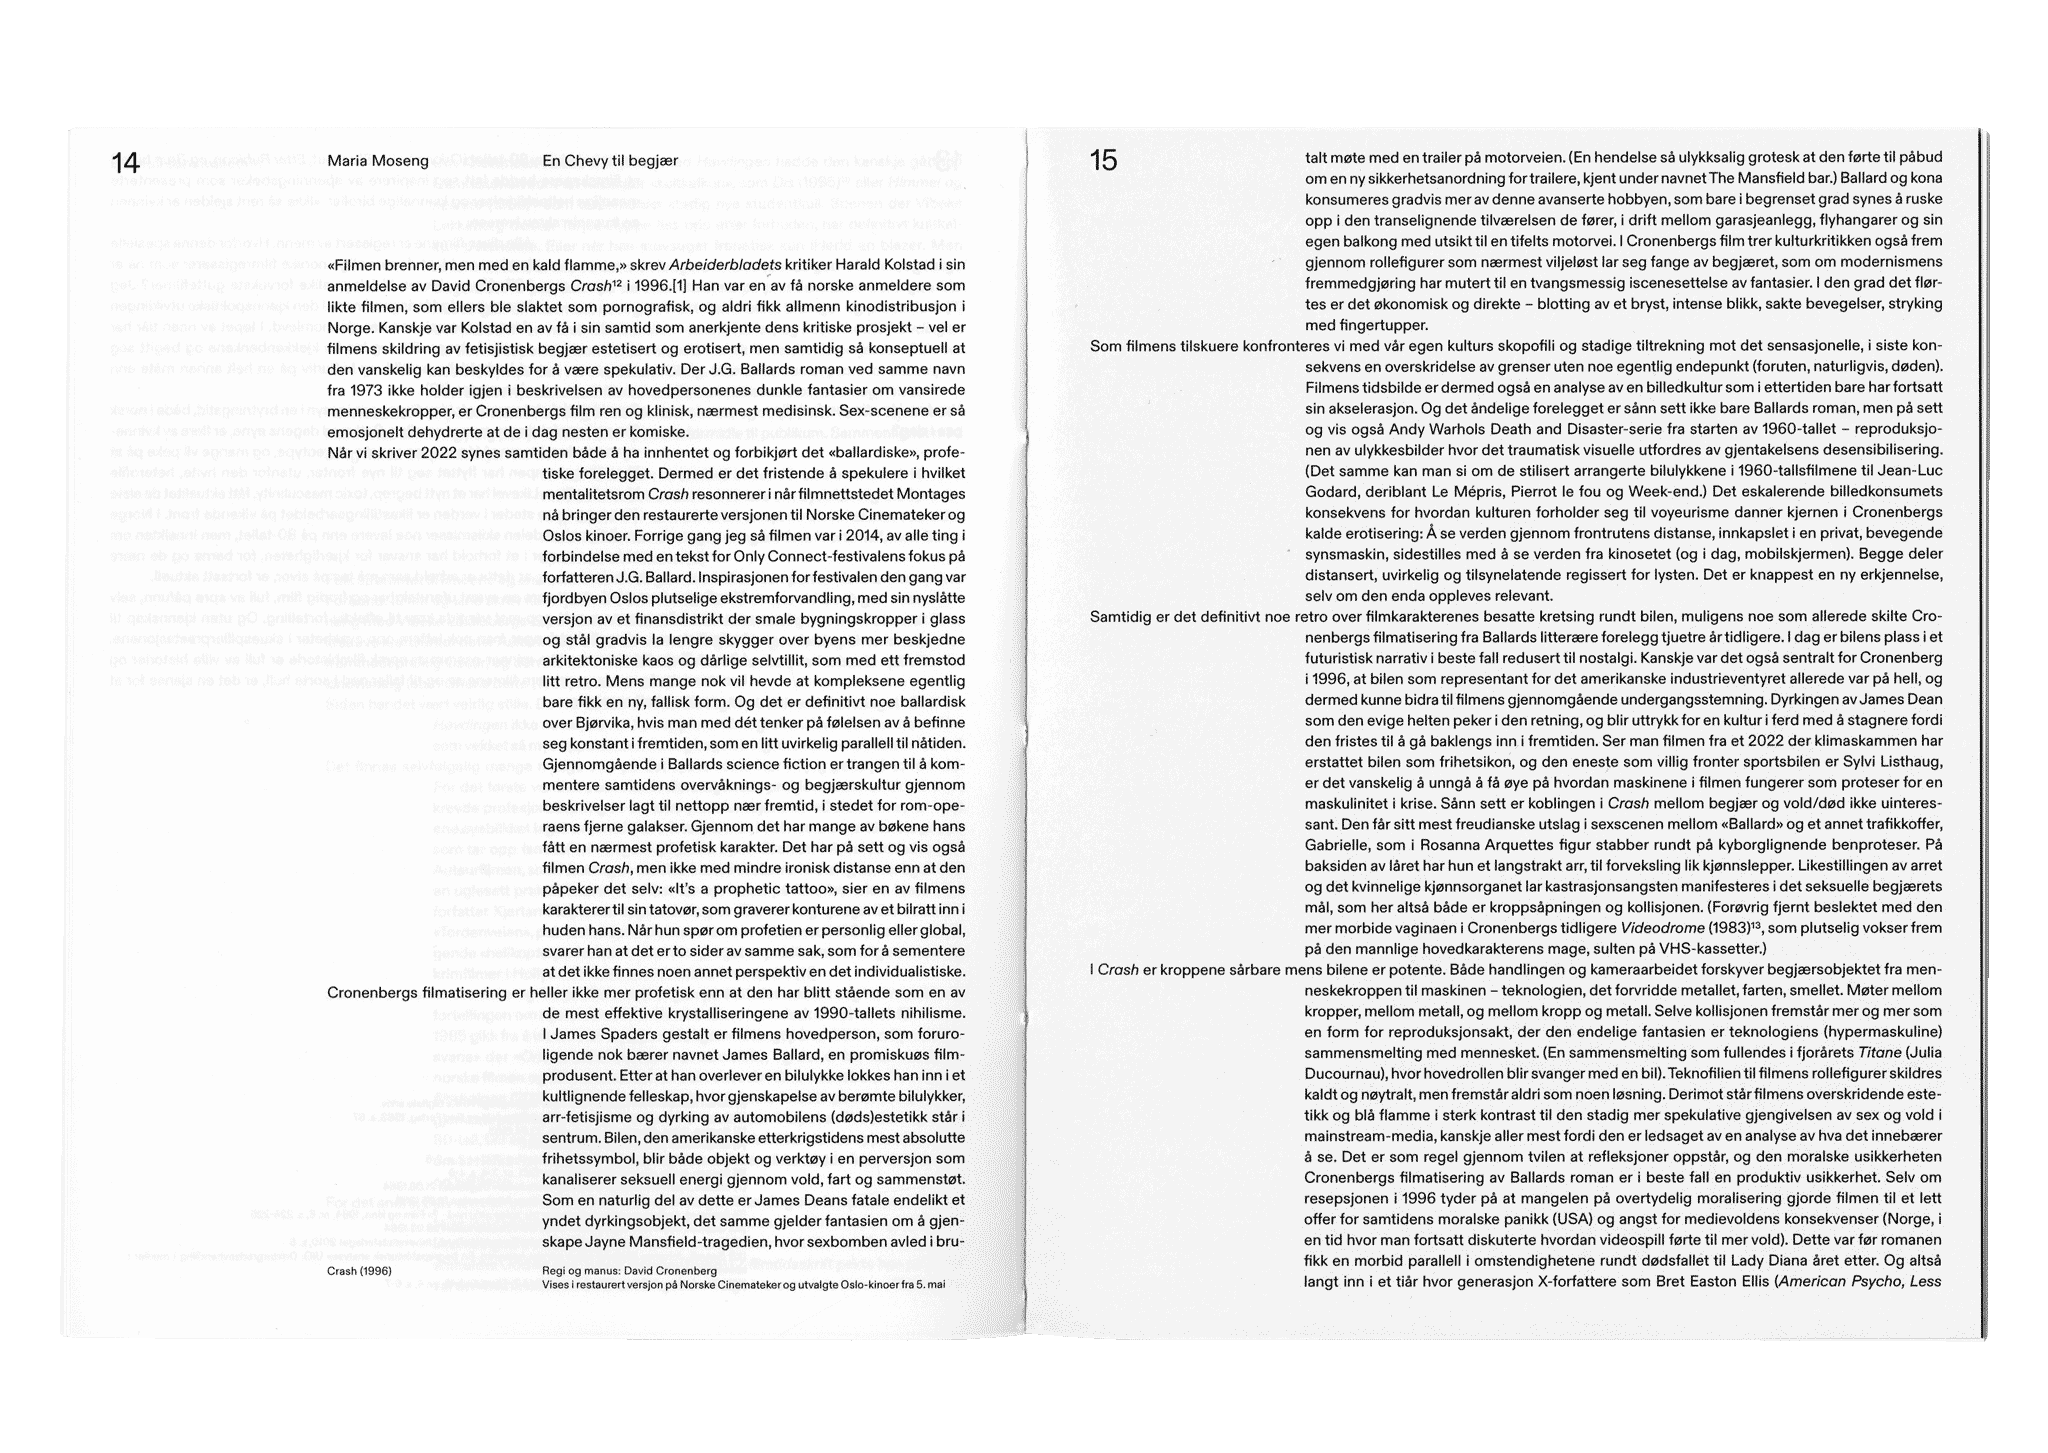 14
Maria Moseng
En Chevy til begjær
«Filmen brenner, men med en kald flamme,» skrev Arbeiderbladets kritiker Harald Kolstad i sin
anmeldelse av David Cronenbergs Crash¹² i 1996.[1] Han var en av få norske anmeldere som
likte filmen, som ellers ble slaktet som pornografisk, og aldri fikk allmenn kinodistribusjon i
Norge. Kanskje var Kolstad en av få i sin samtid som anerkjente dens kritiske prosjekt – vel er
filmens skildring av fetisjistisk begjær estetisert og erotisert, men samtidig så konseptuell at
den vanskelig kan beskyldes for å være spekulativ. Der J.G. Ballards roman ved samme navn
fra 1973 ikke holder igjen i beskrivelsen av hovedpersonenes dunkle fantasier om vansirede
menneskekropper, er Cronenbergs film ren og klinisk, nærmest medisinsk. Sex-scenene er så
emosjonelt dehydrerte at de i dag nesten er komiske.
Når vi skriver 2022 synes samtiden både å ha innhentet og forbikjørt det «ballardiske», profe-
tiske forelegget. Dermed er det fristende å spekulere i hvilket
mentalitetsrom Crash resonnerer i når filmnettstedet Montages
nå bringer den restaurerte versjonen til Norske Cinemateker og
Oslos kinoer. Forrige gang jeg så filmen var i 2014, av alle ting i
forbindelse med en tekst for Only Connect-festivalens fokus på
forfatteren J.G. Ballard. Inspirasjonen for festivalen den gang var
fjordbyen Oslos plutselige ekstremforvandling, med sin nyslåtte
versjon av et finansdistrikt der smale bygningskropper i glass
og stål gradvis la lengre skygger over byens mer beskjedne
arkitektoniske kaos og dårlige selvtillit, som med ett fremstod
litt retro. Mens mange nok vil hevde at kompleksene egentlig
bare fikk en ny, fallisk form. Og det er definitivt noe ballardisk
over Bjørvika, hvis man med dét tenker på følelsen av å befinne
seg konstant i fremtiden, som en litt uvirkelig parallell til nåtiden.
Gjennomgående i Ballards science fiction er trangen til å kom-
mentere samtidens overvåknings- og begjærskultur gjennom
beskrivelser lagt til nettopp nær fremtid, i stedet for rom-ope-
raens fjerne galakser. Gjennom det har mange av bøkene hans
fått en nærmest profetisk karakter. Det har på sett og vis også
filmen Crash, men ikke med mindre ironisk distanse enn at den
påpeker det selv: «It's a prophetic tattoo», sier en av filmens
karakterer til sin tatovør, som graverer konturene av et bilratt inn i
huden hans. Når hun spør om profetien er personlig eller global,
svarer han at det er to sider av samme sak, som for å sementere
at det ikke finnes noen annet perspektiv en det individualistiske.
Cronenbergs filmatisering er heller ikke mer profetisk enn at den har blitt stående som en av
de mest effektive krystalliseringene av 1990-tallets nihilisme.
I James Spaders gestalt er filmens hovedperson, som foruro-
ligende nok bærer navnet James Ballard, en promiskuøs film-
produsent. Etter at han overlever en bilulykke lokkes han inn i et
kultlignende felleskap, hvor gjenskapelse av berømte bilulykker,
arr-fetisjisme og dyrking av automobilens (døds)estetikk står i
sentrum. Bilen, den amerikanske etterkrigstidens mest absolutte
frihetssymbol, blir både objekt og verktøy i en perversjon som
kanaliserer seksuell energi gjennom vold, fart og sammenstøt.
Som en naturlig del av dette er James Deans fatale endelikt et
yndet dyrkingsobjekt, det samme gjelder fantasien om å gjen-
skape Jayne Mansfield-tragedien, hvor sexbomben avled i bru-
Crash (1996)
Regi og manus: David Cronenberg
Vises i restaurert versjon på Norske Cinemateker og utvalgte Oslo-kinoer fra 5. mai
15
talt møte med en trailer på motorveien. (En hendelse så ulykksalig grotesk at den førte til påbud
om en ny sikkerhetsanordning for trailere, kjent under navnet The Mansfield bar.) Ballard og kona
konsumeres gradvis mer av denne avanserte hobbyen, som bare i begrenset grad synes å ruske
opp i den transelignende tilværelsen de fører, i drift mellom garasjeanlegg, flyhangarer og sin
egen balkong med utsikt til en tifelts motorvei. I Cronenbergs film trer kulturkritikken også frem
gjennom rollefigurer som nærmest viljeløst lar seg fange av begjæret, som om modernismens
fremmedgjøring har mutert til en tvangsmessig iscenesettelse av fantasier. I den grad det flør-
tes er det økonomisk og direkte – blotting av et bryst, intense blikk, sakte bevegelser, stryking
med fingertupper.
Som filmens tilskuere konfronteres vi med vår egen kulturs skopofili og stadige tiltrekning mot det sensasjonelle, i siste kon-
sekvens en overskridelse av grenser uten noe egentlig endepunkt (foruten, naturligvis, døden).
Filmens tidsbilde er dermed også en analyse av en billedkultur som i ettertiden bare har fortsatt
sin akselerasjon. Og det åndelige forelegget er sånn sett ikke bare Ballards roman, men på sett
og vis også Andy Warhols Death and Disaster-serie fra starten av 1960-tallet – reproduksjo-
nen av ulykkesbilder hvor det traumatisk visuelle utfordres av gjentakelsens desensibilisering.
(Det samme kan man si om de stilisert arrangerte bilulykkene i 1960-tallsfilmene til Jean-Luc
Godard, deriblant Le Mépris, Pierrot le fou og Week-end.) Det eskalerende billedkonsumets
konsekvens for hvordan kulturen forholder seg til voyeurisme danner kjernen i Cronenbergs
kalde erotisering: Å se verden gjennom frontrutens distanse, innkapslet i en privat, bevegende
synsmaskin, sidestilles med å se verden fra kinosetet (og i dag, mobilskjermen). Begge deler
distansert, uvirkelig og tilsynelatende regissert for lysten. Det er knappest en ny erkjennelse,
selv om den enda oppleves relevant.
Samtidig er det definitivt noe retro over filmkarakterenes besatte kretsing rundt bilen, muligens noe som allerede skilte Cro-
nenbergs filmatisering fra Ballards litterære forelegg tjuetre år tidligere. I dag er bilens plass i et
futuristisk narrativ i beste fall redusert til nostalgi. Kanskje var det også sentralt for Cronenberg
i 1996, at bilen som representant for det amerikanske industrieventyret allerede var på hell, og
dermed kunne bidra til filmens gjennomgående undergangsstemning. Dyrkingen av James Dean
som den evige helten peker i den retning, og blir uttrykk for en kultur i ferd med å stagnere fordi
den fristes til å gå baklengs inn i fremtiden. Ser man filmen fra et 2022 der klimaskammen har
erstattet bilen som frihetsikon, og den eneste som villig fronter sportsbilen er Sylvi Listhaug,
er det vanskelig å unngå å få øye på hvordan maskinene i filmen fungerer som proteser for en
maskulinitet i krise. Sånn sett er koblingen i Crash mellom begjær og vold/død ikke uinteres-
sant. Den får sitt mest freudianske utslag i sexscenen mellom «Ballard» og et annet trafikkoffer,
Gabrielle, som i Rosanna Arquettes figur stabber rundt på kyborglignende benproteser. På
baksiden av låret har hun et langstrakt arr, til forveksling lik kjønnslepper. Likestillingen av arret
og det kvinnelige kjønnsorganet lar kastrasjonsangsten manifesteres i det seksuelle begjærets
mål, som her altså både er kroppsåpningen og kollisjonen. (Forøvrig fjernt beslektet med den
mer morbide vaginaen i Cronenbergs tidligere Videodrome (1983)¹³, som plutselig vokser frem
på den mannlige hovedkarakterens mage, sulten på VHS-kassetter.)
I Crash er kroppene sårbare mens bilene er potente. Både handlingen og kameraarbeidet forskyver begjærsobjektet fra men-
neskekroppen til maskinen – teknologien, det forvridde metallet, farten, smellet. Møter mellom
kropper, mellom metall, og mellom kropp og metall. Selve kollisjonen fremstår mer og mer som
en form for reproduksjonsakt, der den endelige fantasien er teknologiens (hypermaskuline)
sammensmelting med mennesket. (En sammensmelting som fullendes i fjorårets Titane (Julia
Ducournau), hvor hovedrollen blir svanger med en bil). Teknofilien til filmens rollefigurer skildres
kaldt og nøytralt, men fremstår aldri som noen løsning. Derimot står filmens overskridende este-
tikk og blå flamme i sterk kontrast til den stadig mer spekulative gjengivelsen av sex og vold i
mainstream-media, kanskje aller mest fordi den er ledsaget av en analyse av hva det innebærer
å se. Det er som regel gjennom tvilen at refleksjoner oppstår, og den moralske usikkerheten
Cronenbergs filmatisering av Ballards roman er i beste fall en produktiv usikkerhet. Selv om
resepsjonen i 1996 tyder på at mangelen på overtydelig moralisering gjorde filmen til et lett
offer for samtidens moralske panikk (USA) og angst for medievoldens konsekvenser (Norge, i
en tid hvor man fortsatt diskuterte hvordan videospill førte til mer vold). Dette var før romanen
fikk en morbid parallell i omstendighetene rundt dødsfallet til Lady Diana året etter. Og altså
langt inn i et tiår hvor generasjon X-forfattere som Bret Easton Ellis (American Psycho, Less